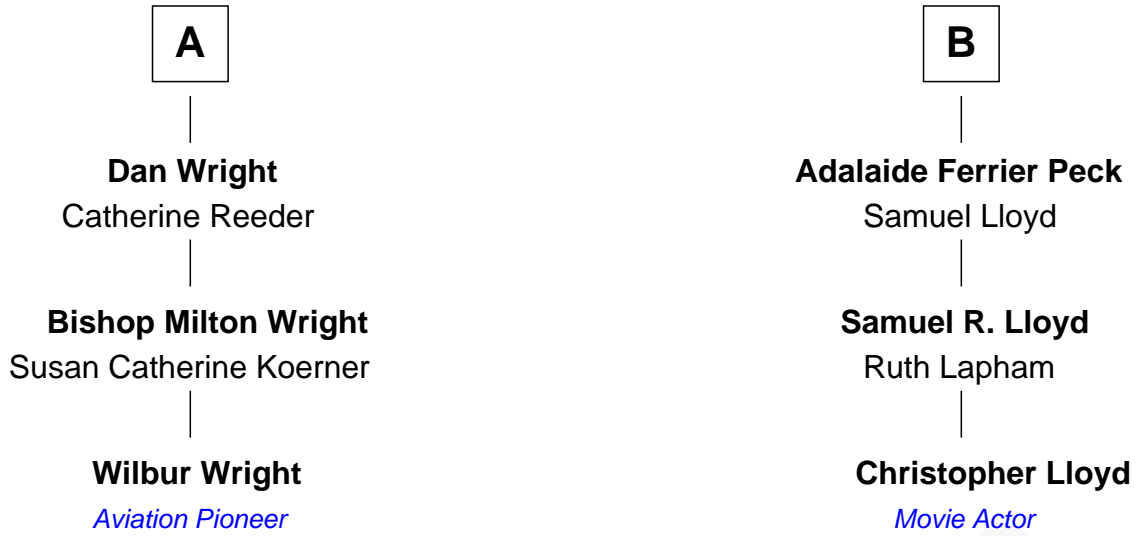 A
Dan Wright
Catherine Reeder
Bishop Milton Wright
Susan Catherine Koerner
Wilbur Wright
Aviation Pioneer
B
Adalaide Ferrier Peck
Samuel Lloyd
Samuel R. Lloyd
Ruth Lapham
Christopher Lloyd
Movie Actor